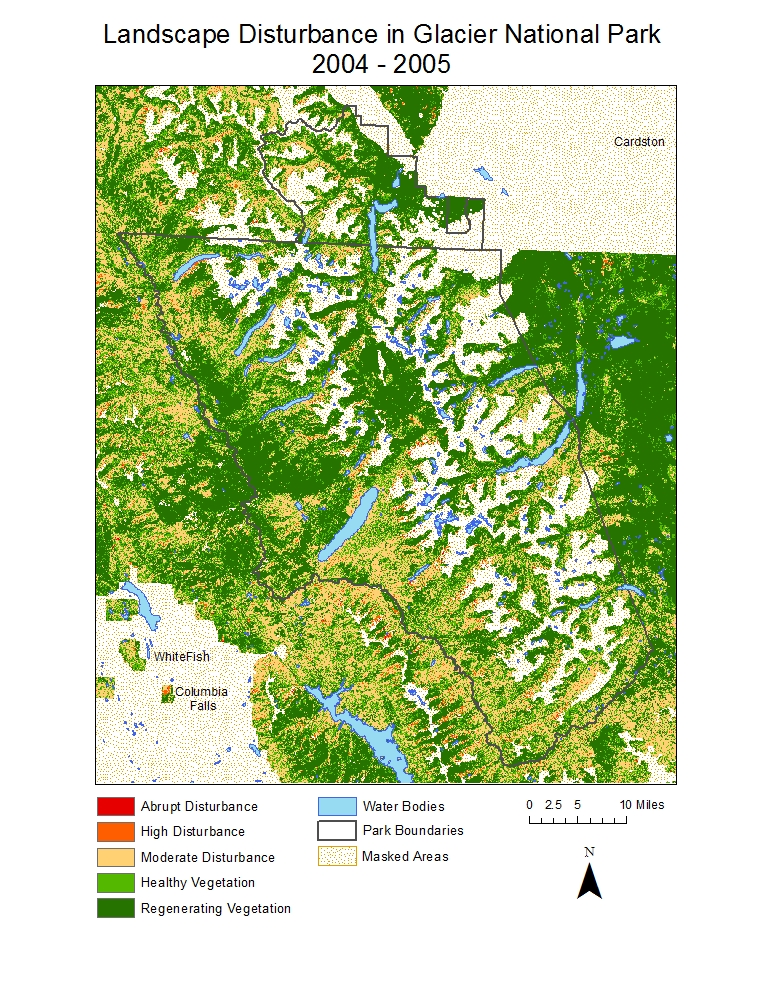 Landscape Disturbance in Glacier National Park
2004 - 2005
Cardston
WhiteFish
Columbia
Falls
Abrupt Disturbance
High Disturbance
Moderate Disturbance
Healthy Vegetation
Regenerating Vegetation
Water Bodies
Park Boundaries
Masked Areas
0 2.5 5 10 Miles
N